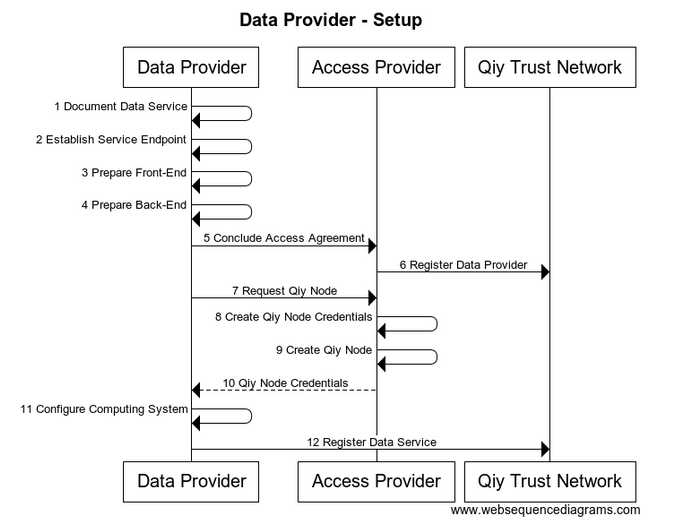 Data Provider - Setup
Data Provider
Access Provider
Qiy Trust Network
1 Document Data Service
2 Establish Service Endpoint
3 Prepare Front-End
4 Prepare Back-End
5 Conclude Access Agreement
6 Register Data Provider
7 Request Qiy Node
8 Create Qiy Node Credentials
9 Create Qiy Node
10 Qiy Node Credentials
11 Configure Computing System
12 Register Data Service
Data Provider
Access Provider
Qiy Trust Network
www.websequencediagrams.com